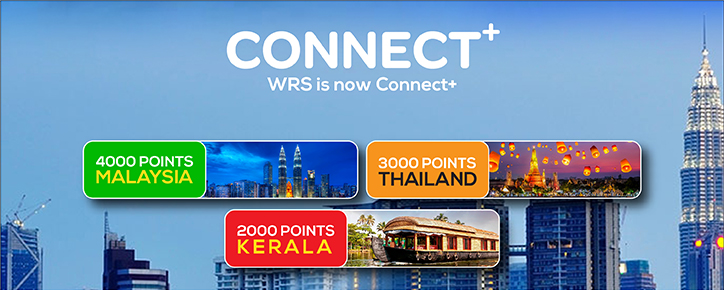 CONNECT+
WRS is now Connect+
4000 POINTS
MALAYSIA
3000 POINTS
THAILAND
2000 POINTS
KERALA